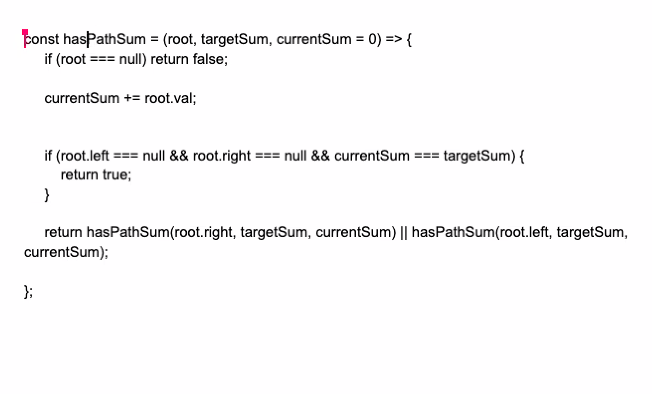 const hasPathSum = (root, targetSum, currentSum = 0) => {
if (root === null) return false;
currentSum += root.val;
if (root.left === null && root.right === null && currentSum === targetSum) {
return true;
}
return hasPathSum(root.right, targetSum, currentSum) || hasPathSum(root.left, targetSum,
currentSum);
};